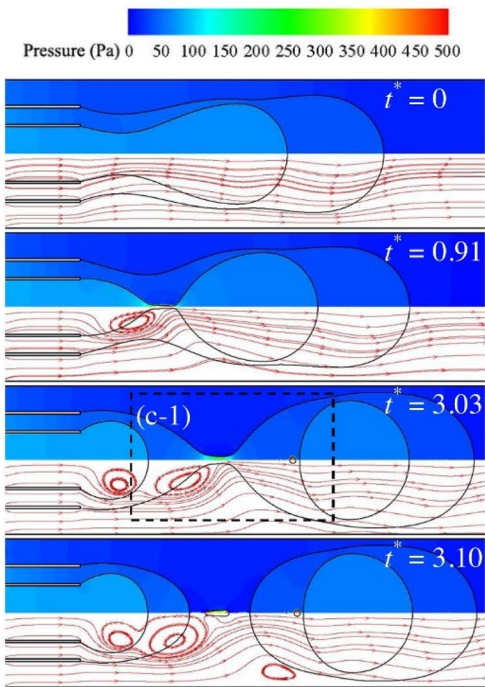 Pressure (Pa) 0 50 100 150 200 250 300 350 400 450 500
t* = 0
t* = 0.91
(c-1)
t* = 3.03
t* = 3.10